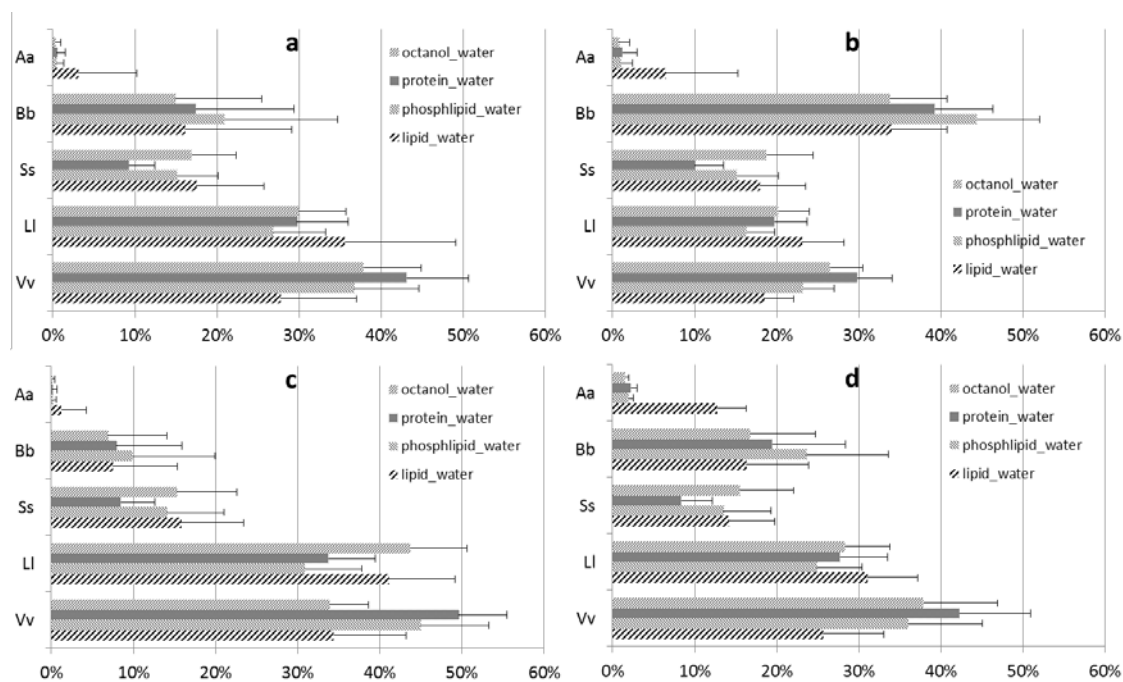 a
octanol_water
protein_water
phosphlipid_water
lipid_water
Aa
Bb
Ss
Ll
Vv
0% 10% 20% 30% 40% 50% 60%
b
octanol_water
protein_water
phosphlipid_water
lipid_water
Aa
Bb
Ss
Ll
Vv
0% 10% 20% 30% 40% 50% 60%
c
octanol_water
protein_water
phosphlipid_water
lipid_water
Aa
Bb
Ss
Ll
Vv
0% 10% 20% 30% 40% 50% 60%
d
octanol_water
protein_water
phosphlipid_water
lipid_water
Aa
Bb
Ss
Ll
Vv
0% 10% 20% 30% 40% 50% 60%